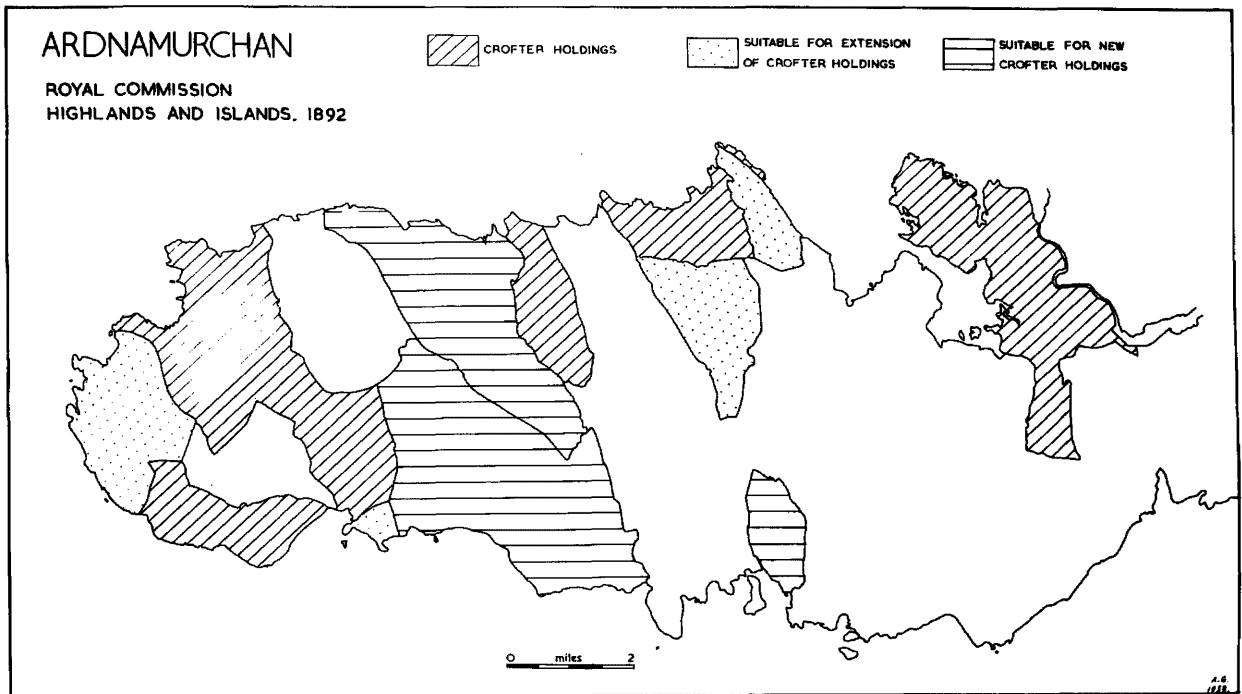 ARDNAMURCHAN
ROYAL COMMISSION
HIGHLANDS AND ISLANDS, 1892
CROFTER HOLDINGS
SUITABLE FOR EXTENSION
OF CROFTER HOLDINGS
SUITABLE FOR NEW
CROFTER HOLDINGS
0 miles 2
A.G.